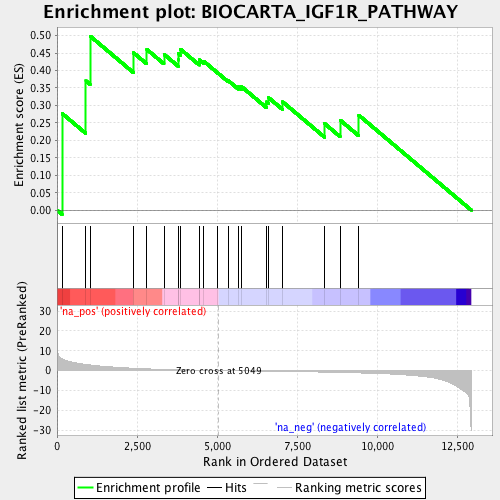 Enrichment plot: BIOCARTA_IGF1R_PATHWAY
Enrichment score (ES)
0.50
0.45
0.40
0.35
0.30
0.25
0.20
0.15
0.10
0.05
0.00
Ranked list metric (PreRanked)
30
20
10
0
-10
-20
-30
'na_pos' (positively correlated)
Zero cross at 5049
'na_neg' (negatively correlated)
0
2,500
5,000
7,500
10,000
12,500
Rank in Ordered Dataset
Enrichment profile
Hits
Ranking metric scores